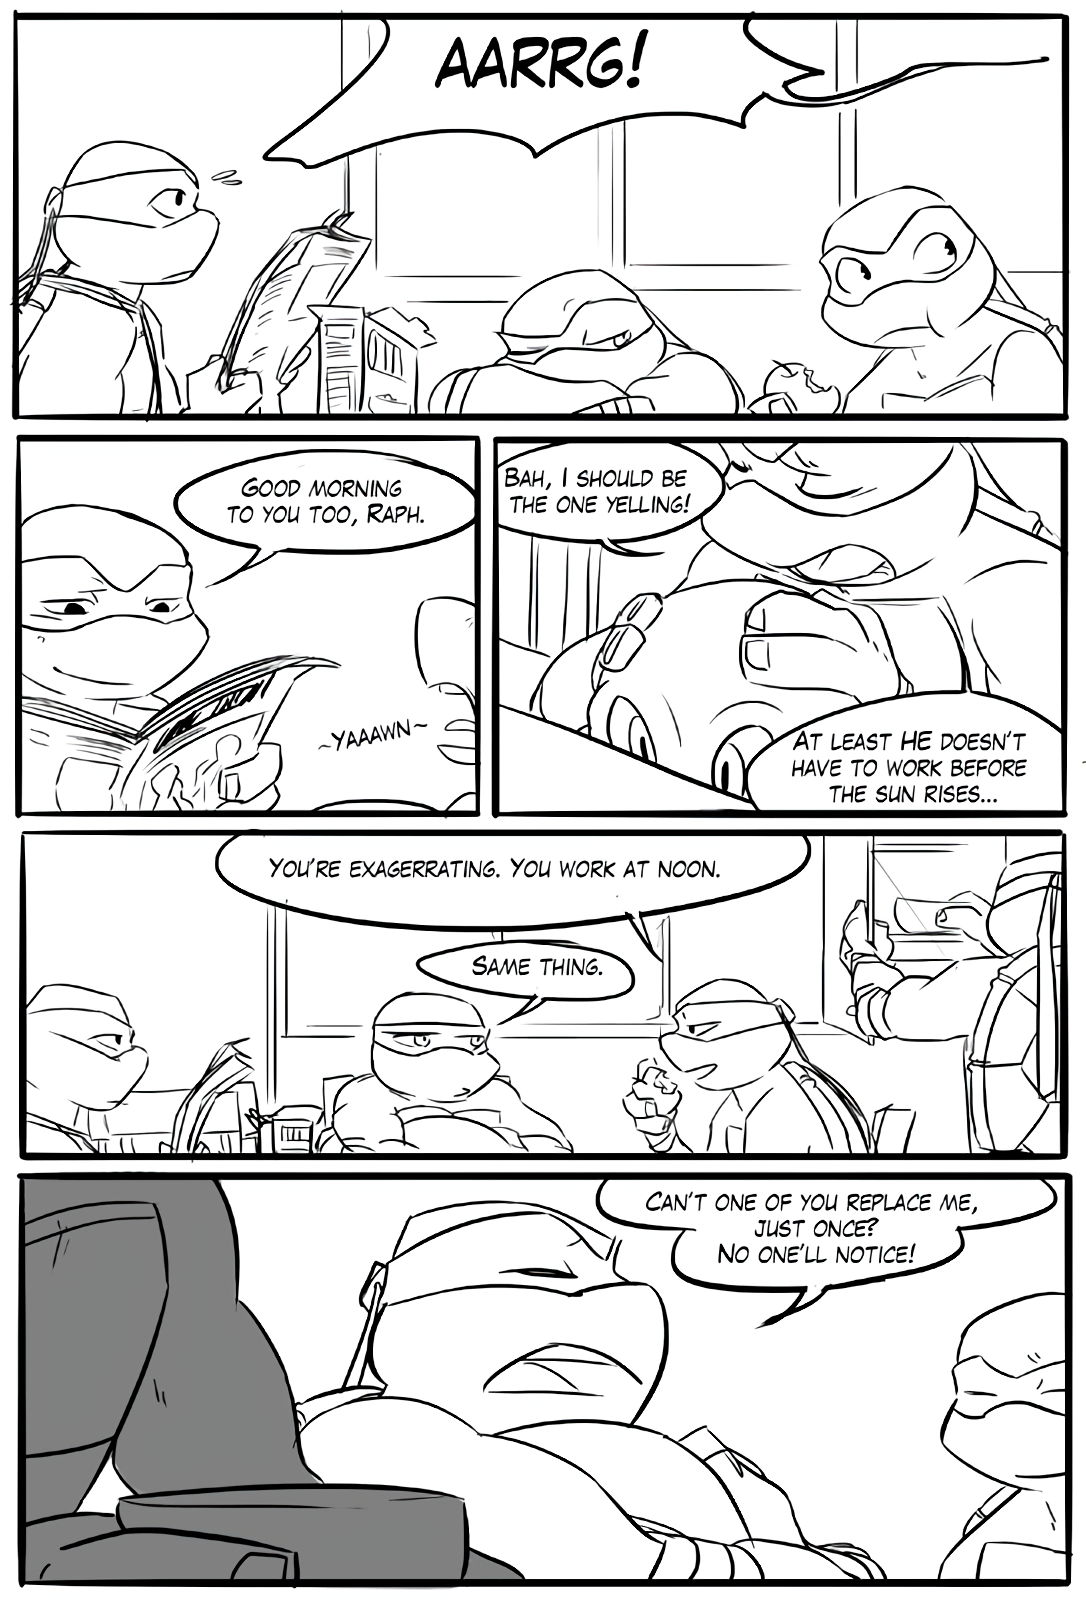 AARRG!
GOOD MORNING
TO YOU TOO, RAPH.
~YAAAWN~
BAH, I SHOULD BE
THE ONE YELLING!
AT LEAST HE DOESN'T
HAVE TO WORK BEFORE
THE SUN RISES...
YOU'RE EXAGERRATING. YOU WORK AT NOON.
SAME THING.
CAN'T ONE OF YOU REPLACE ME,
JUST ONCE?
NO ONE'LL NOTICE!